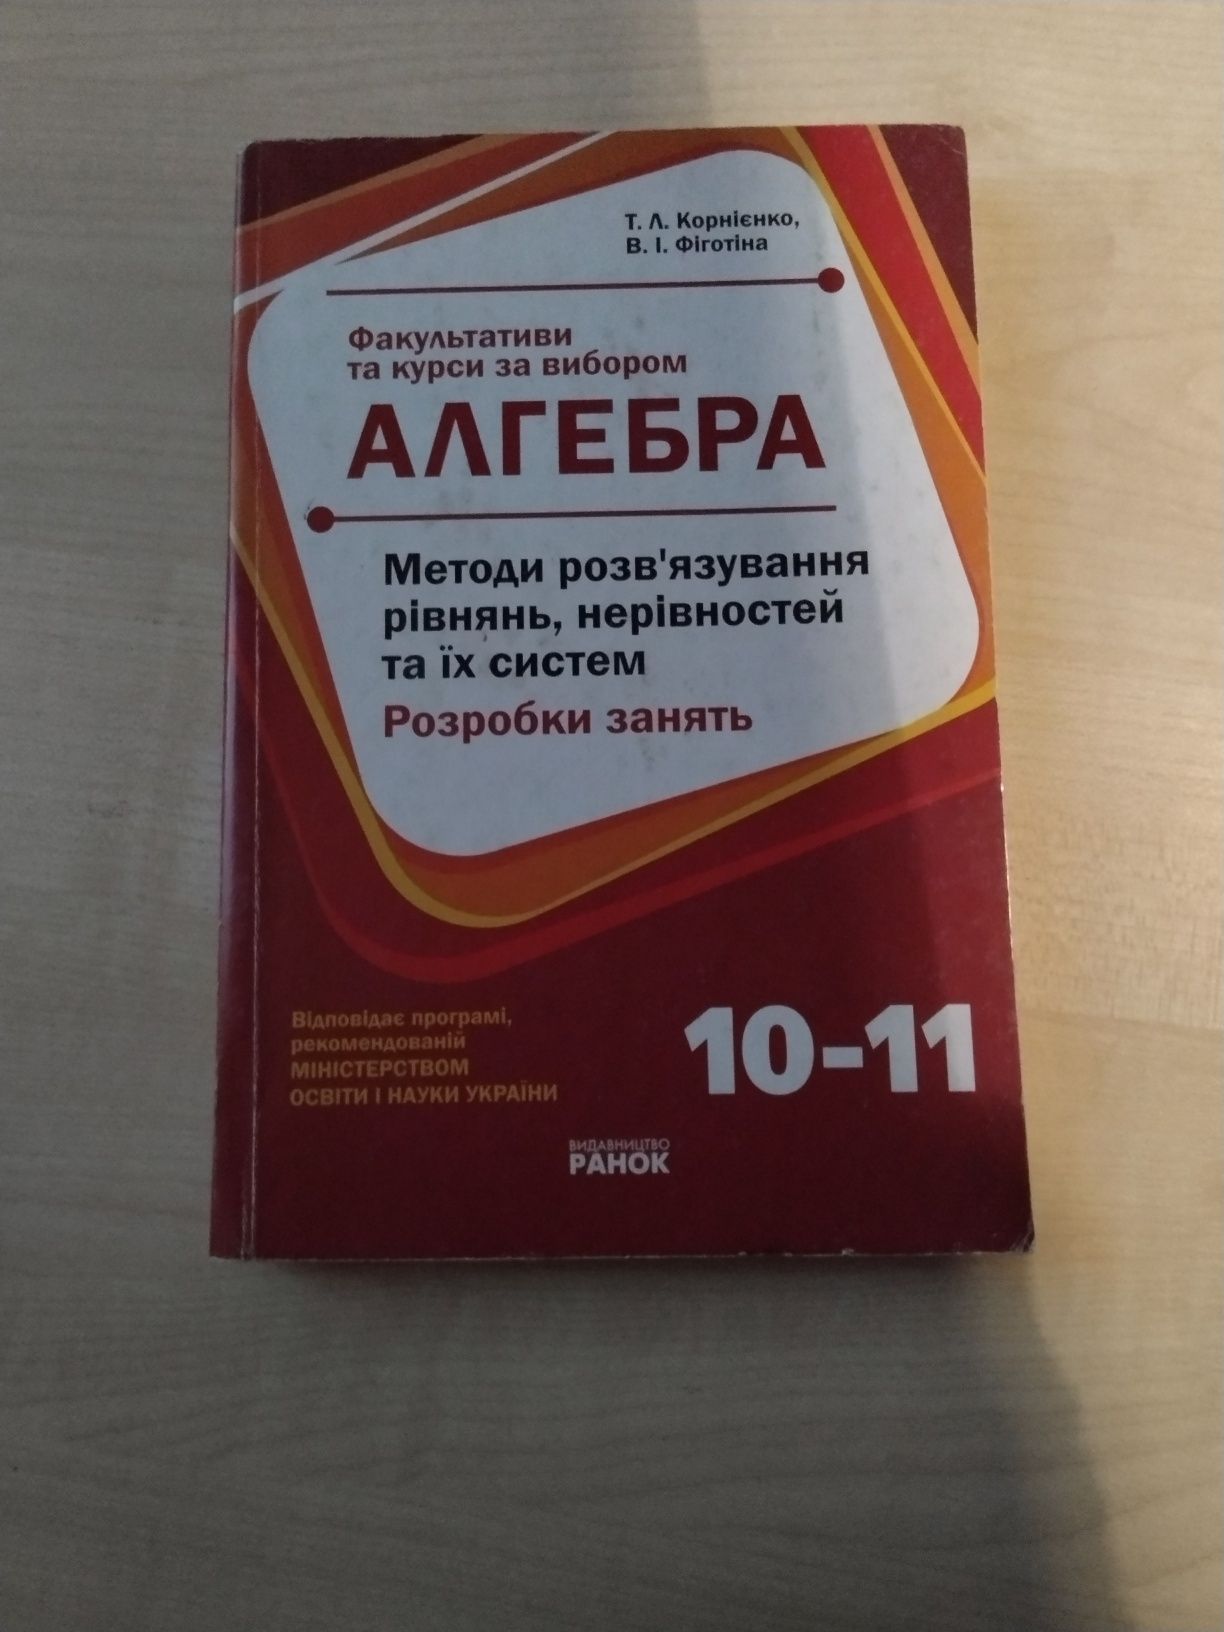 Т. Л. Корнієнко,
В. І. Фіготіна
Факультативи
та курси за вибором
АЛГЕБРА
Методи розв'язування
рівнянь, нерівностей
та їх систем
Розробки занять
Відповідає програмі,
рекомендованій
МІНІСТЕРСТВОМ
ОСВІТИ І НАУКИ УКРАЇНИ
10-11
ВИДАВНИЦТВО
РАНОК